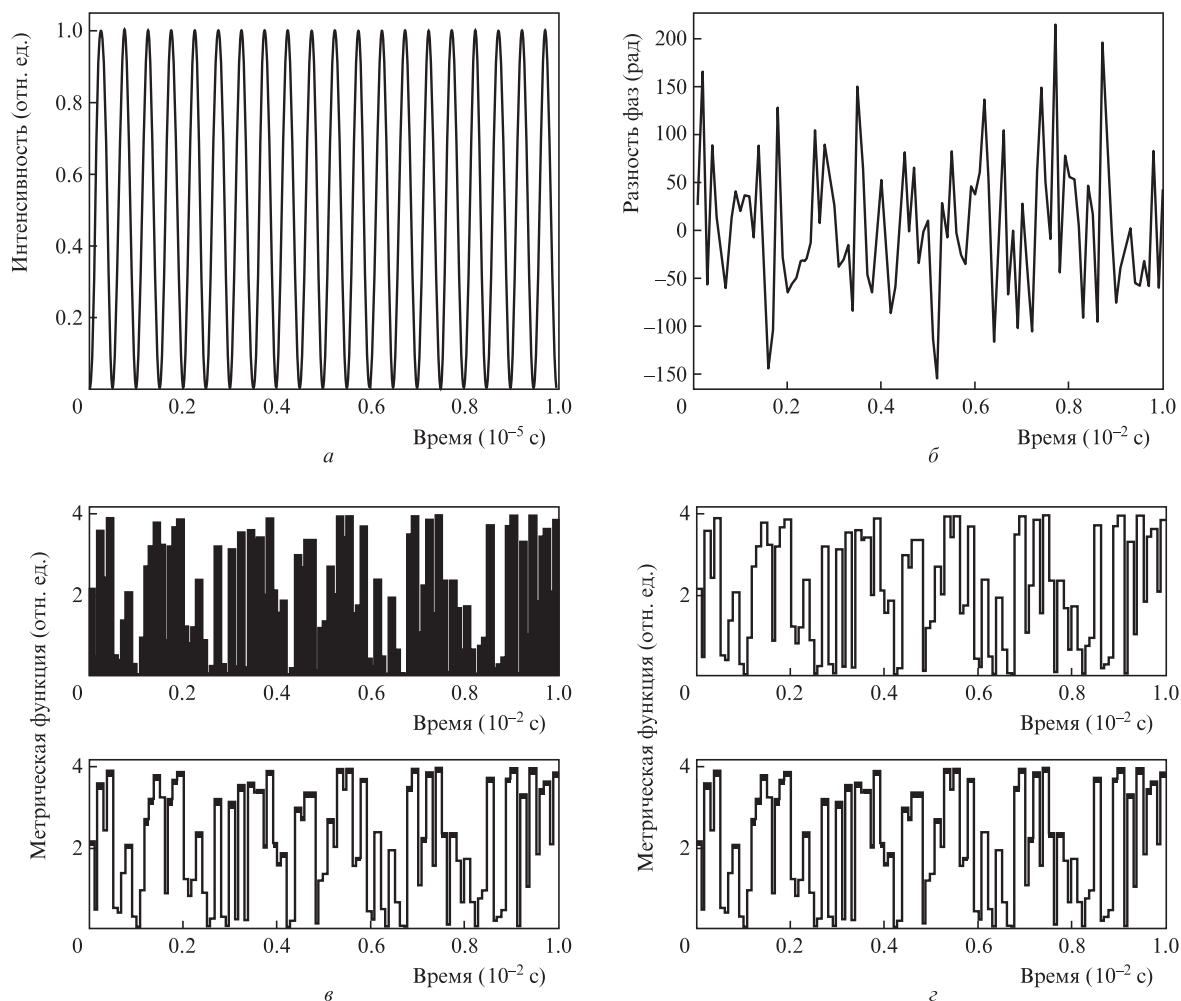 Интенсивность (отн. ед.)
1.0
0.8
0.6
0.4
0.2
0 0.2 0.4 0.6 0.8 1.0
Время (10⁻⁵ с)
а
Разность фаз (рад)
200
150
100
50
0
−50
−100
−150
0 0.2 0.4 0.6 0.8 1.0
Время (10⁻² с)
б
Метрическая функция (отн. ед.)
4
2
0 0.2 0.4 0.6 0.8 1.0
Время (10⁻² с)
4
2
0 0.2 0.4 0.6 0.8 1.0
Время (10⁻² с)
в
Метрическая функция (отн. ед.)
4
2
0 0.2 0.4 0.6 0.8 1.0
Время (10⁻² с)
4
2
0 0.2 0.4 0.6 0.8 1.0
Время (10⁻² с)
г